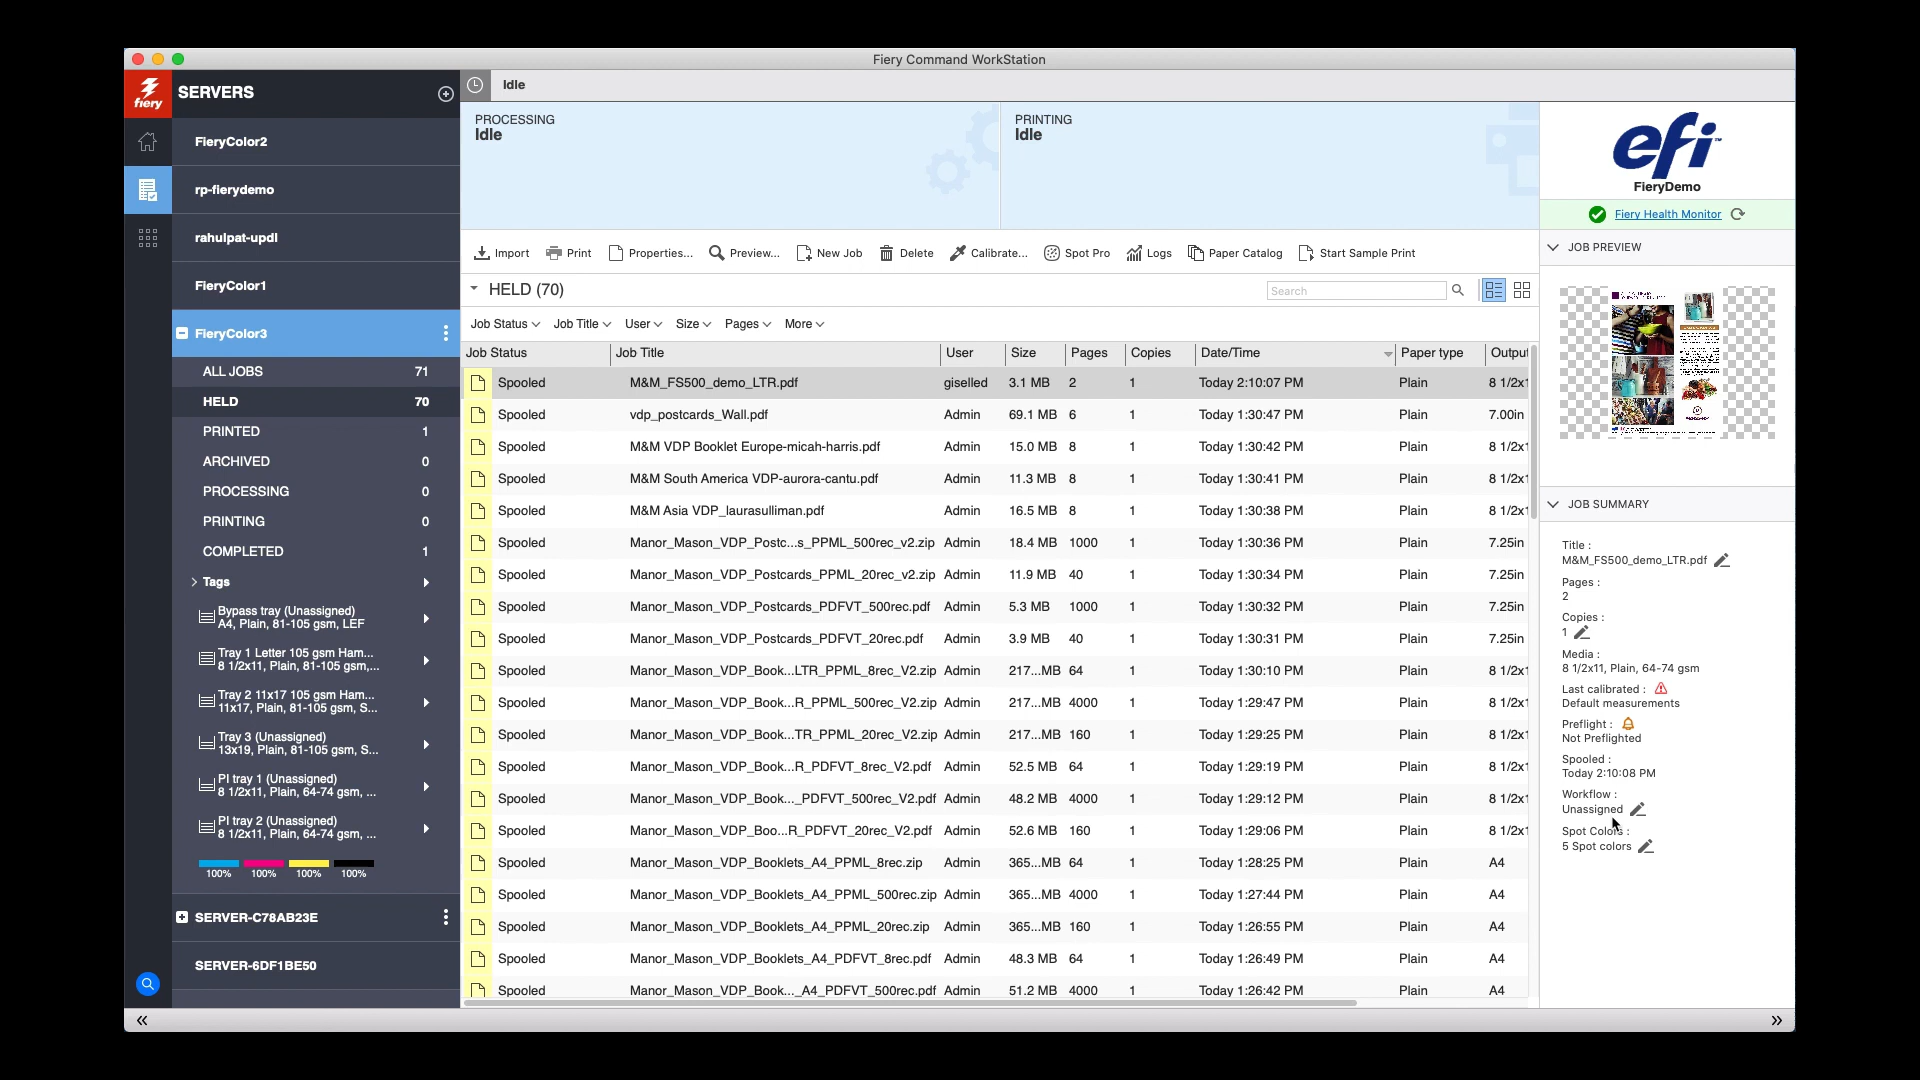 Fiery Command WorkStation
fiery
SERVERS
Idle
FieryColor2
rp-fierydemo
rahulpat-updl
FieryColor1
FieryColor3
ALL JOBS 71
HELD 70
PRINTED 1
ARCHIVED 0
PROCESSING 0
PRINTING 0
COMPLETED 1
Tags
Bypass tray (Unassigned)
A4, Plain, 81-105 gsm, LEF
Tray 1 Letter 105 gsm Ham...
8 1/2x11, Plain, 81-105 gsm,...
Tray 2 11x17 105 gsm Ham...
11x17, Plain, 81-105 gsm, S...
Tray 3 (Unassigned)
13x19, Plain, 81-105 gsm, S...
PI tray 1 (Unassigned)
8 1/2x11, Plain, 64-74 gsm, ...
PI tray 2 (Unassigned)
8 1/2x11, Plain, 64-74 gsm, ...
100% 100% 100% 100%
SERVER-C78AB23E
SERVER-6DF1BE50
PROCESSING
Idle
PRINTING
Idle
Import Print Properties... Preview... New Job Delete Calibrate... Spot Pro Logs Paper Catalog Start Sample Print
HELD (70)
Search
Job Status Job Title User Size Pages More
Job Status Job Title User Size Pages Copies Date/Time Paper type Output
Spooled M&M_FS500_demo_LTR.pdf giselled 3.1 MB 2 1 Today 2:10:07 PM Plain 8 1/2x1
Spooled vdp_postcards_Wall.pdf Admin 69.1 MB 6 1 Today 1:30:47 PM Plain 7.00in
Spooled M&M VDP Booklet Europe-micah-harris.pdf Admin 15.0 MB 8 1 Today 1:30:42 PM Plain 8 1/2x1
Spooled M&M South America VDP-aurora-cantu.pdf Admin 11.3 MB 8 1 Today 1:30:41 PM Plain 8 1/2x1
Spooled M&M Asia VDP_laurasulliman.pdf Admin 16.5 MB 8 1 Today 1:30:38 PM Plain 8 1/2x1
Spooled Manor_Mason_VDP_Postc...s_PPML_500rec_v2.zip Admin 18.4 MB 1000 1 Today 1:30:36 PM Plain 7.25in
Spooled Manor_Mason_VDP_Postcards_PPML_20rec_v2.zip Admin 11.9 MB 40 1 Today 1:30:34 PM Plain 7.25in
Spooled Manor_Mason_VDP_Postcards_PDFVT_500rec.pdf Admin 5.3 MB 1000 1 Today 1:30:32 PM Plain 7.25in
Spooled Manor_Mason_VDP_Postcards_PDFVT_20rec.pdf Admin 3.9 MB 40 1 Today 1:30:31 PM Plain 7.25in
Spooled Manor_Mason_VDP_Book...LTR_PPML_8rec_V2.zip Admin 217...MB 64 1 Today 1:30:10 PM Plain 8 1/2x1
Spooled Manor_Mason_VDP_Book...R_PPML_500rec_V2.zip Admin 217...MB 4000 1 Today 1:29:47 PM Plain 8 1/2x1
Spooled Manor_Mason_VDP_Book...TR_PPML_20rec_V2.zip Admin 217...MB 160 1 Today 1:29:25 PM Plain 8 1/2x1
Spooled Manor_Mason_VDP_Book...R_PDFVT_8rec_V2.pdf Admin 52.5 MB 64 1 Today 1:29:19 PM Plain 8 1/2x1
Spooled Manor_Mason_VDP_Book..._PDFVT_500rec_V2.pdf Admin 48.2 MB 4000 1 Today 1:29:12 PM Plain 8 1/2x1
Spooled Manor_Mason_VDP_Boo...R_PDFVT_20rec_V2.pdf Admin 52.6 MB 160 1 Today 1:29:06 PM Plain 8 1/2x1
Spooled Manor_Mason_VDP_Booklets_A4_PPML_8rec.zip Admin 365...MB 64 1 Today 1:28:25 PM Plain A4
Spooled Manor_Mason_VDP_Booklets_A4_PPML_500rec.zip Admin 365...MB 4000 1 Today 1:27:44 PM Plain A4
Spooled Manor_Mason_VDP_Booklets_A4_PPML_20rec.zip Admin 365...MB 160 1 Today 1:26:55 PM Plain A4
Spooled Manor_Mason_VDP_Booklets_A4_PDFVT_8rec.pdf Admin 48.3 MB 64 1 Today 1:26:49 PM Plain A4
Spooled Manor_Mason_VDP_Book..._A4_PDFVT_500rec.pdf Admin 51.2 MB 4000 1 Today 1:26:42 PM Plain A4
efi™
FieryDemo
Fiery Health Monitor
JOB PREVIEW
JOB SUMMARY
Title :
M&M_FS500_demo_LTR.pdf
Pages :
2
Copies :
1
Media :
8 1/2x11, Plain, 64-74 gsm
Last calibrated :
Default measurements
Preflight :
Not Preflighted
Spooled :
Today 2:10:08 PM
Workflow :
Unassigned
Spot Colors :
5 Spot colors